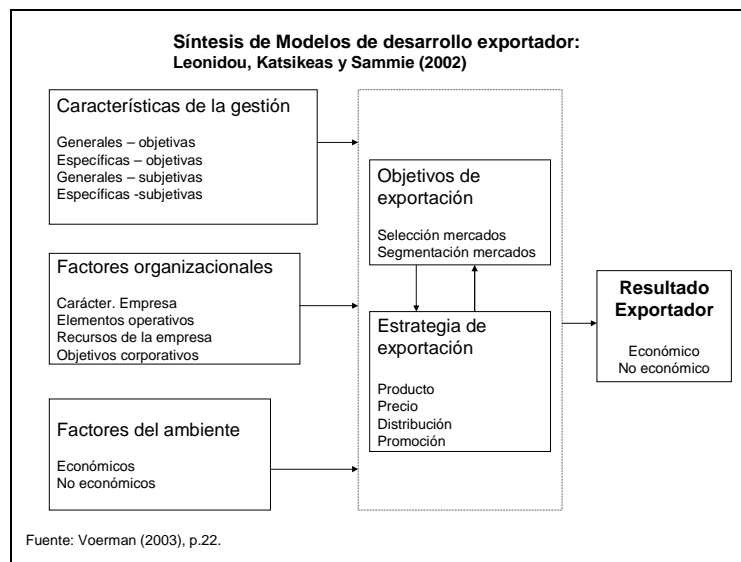 Síntesis de Modelos de desarrollo exportador:
Leonidou, Katsikeas y Sammie (2002)
Características de la gestión
Generales – objetivas
Específicas – objetivas
Generales – subjetivas
Específicas -subjetivas
Factores organizacionales
Carácter. Empresa
Elementos operativos
Recursos de la empresa
Objetivos corporativos
Factores del ambiente
Económicos
No económicos
Objetivos de
exportación
Selección mercados
Segmentación mercados
Estrategia de
exportación
Producto
Precio
Distribución
Promoción
Resultado
Exportador
Económico
No económico
Fuente: Voerman (2003), p.22.